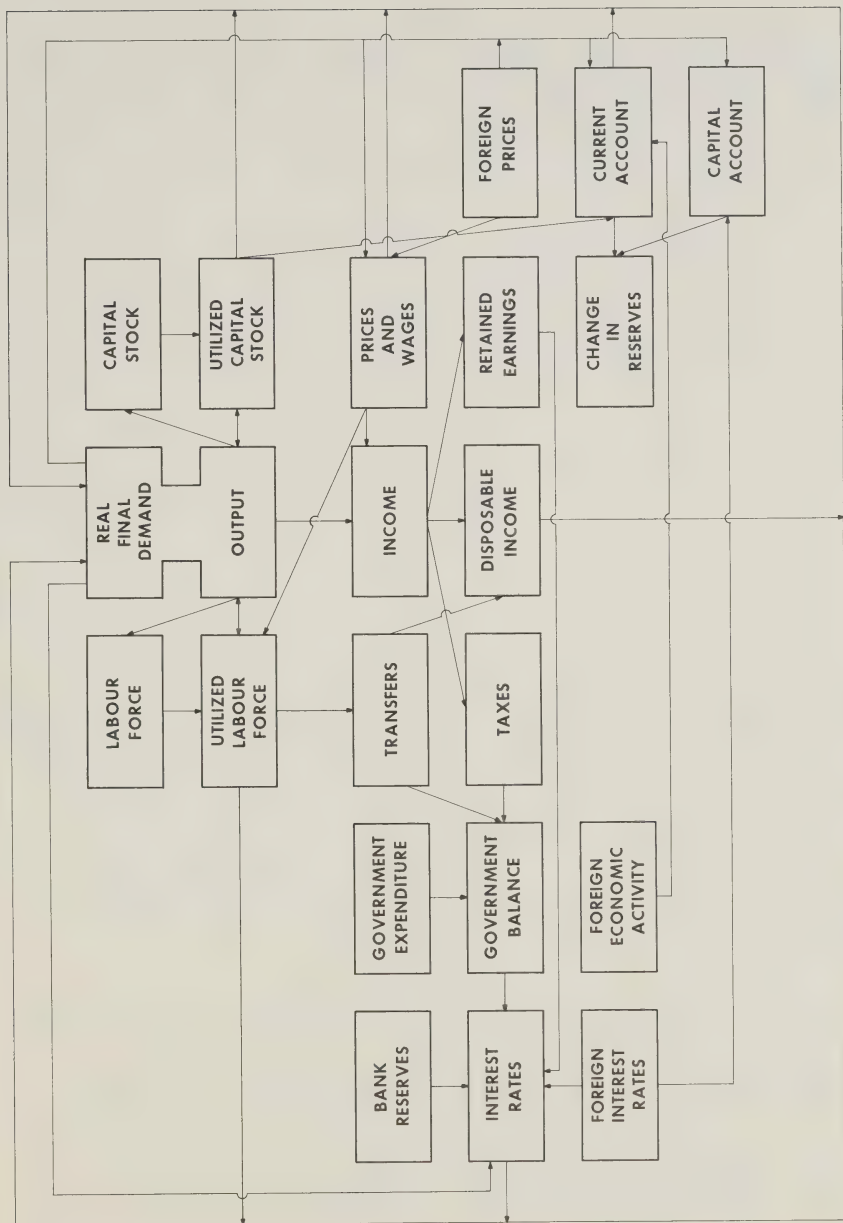 LABOUR
FORCE
REAL
FINAL
DEMAND
CAPITAL
STOCK
UTILIZED
LABOUR
FORCE
OUTPUT
UTILIZED
CAPITAL
STOCK
BANK
RESERVES
GOVERNMENT
EXPENDITURE
TRANSFERS
INCOME
PRICES
AND
WAGES
INTEREST
RATES
GOVERNMENT
BALANCE
TAXES
DISPOSABLE
INCOME
RETAINED
EARNINGS
FOREIGN
PRICES
FOREIGN
INTEREST
RATES
FOREIGN
ECONOMIC
ACTIVITY
CHANGE
IN
RESERVES
CURRENT
ACCOUNT
CAPITAL
ACCOUNT